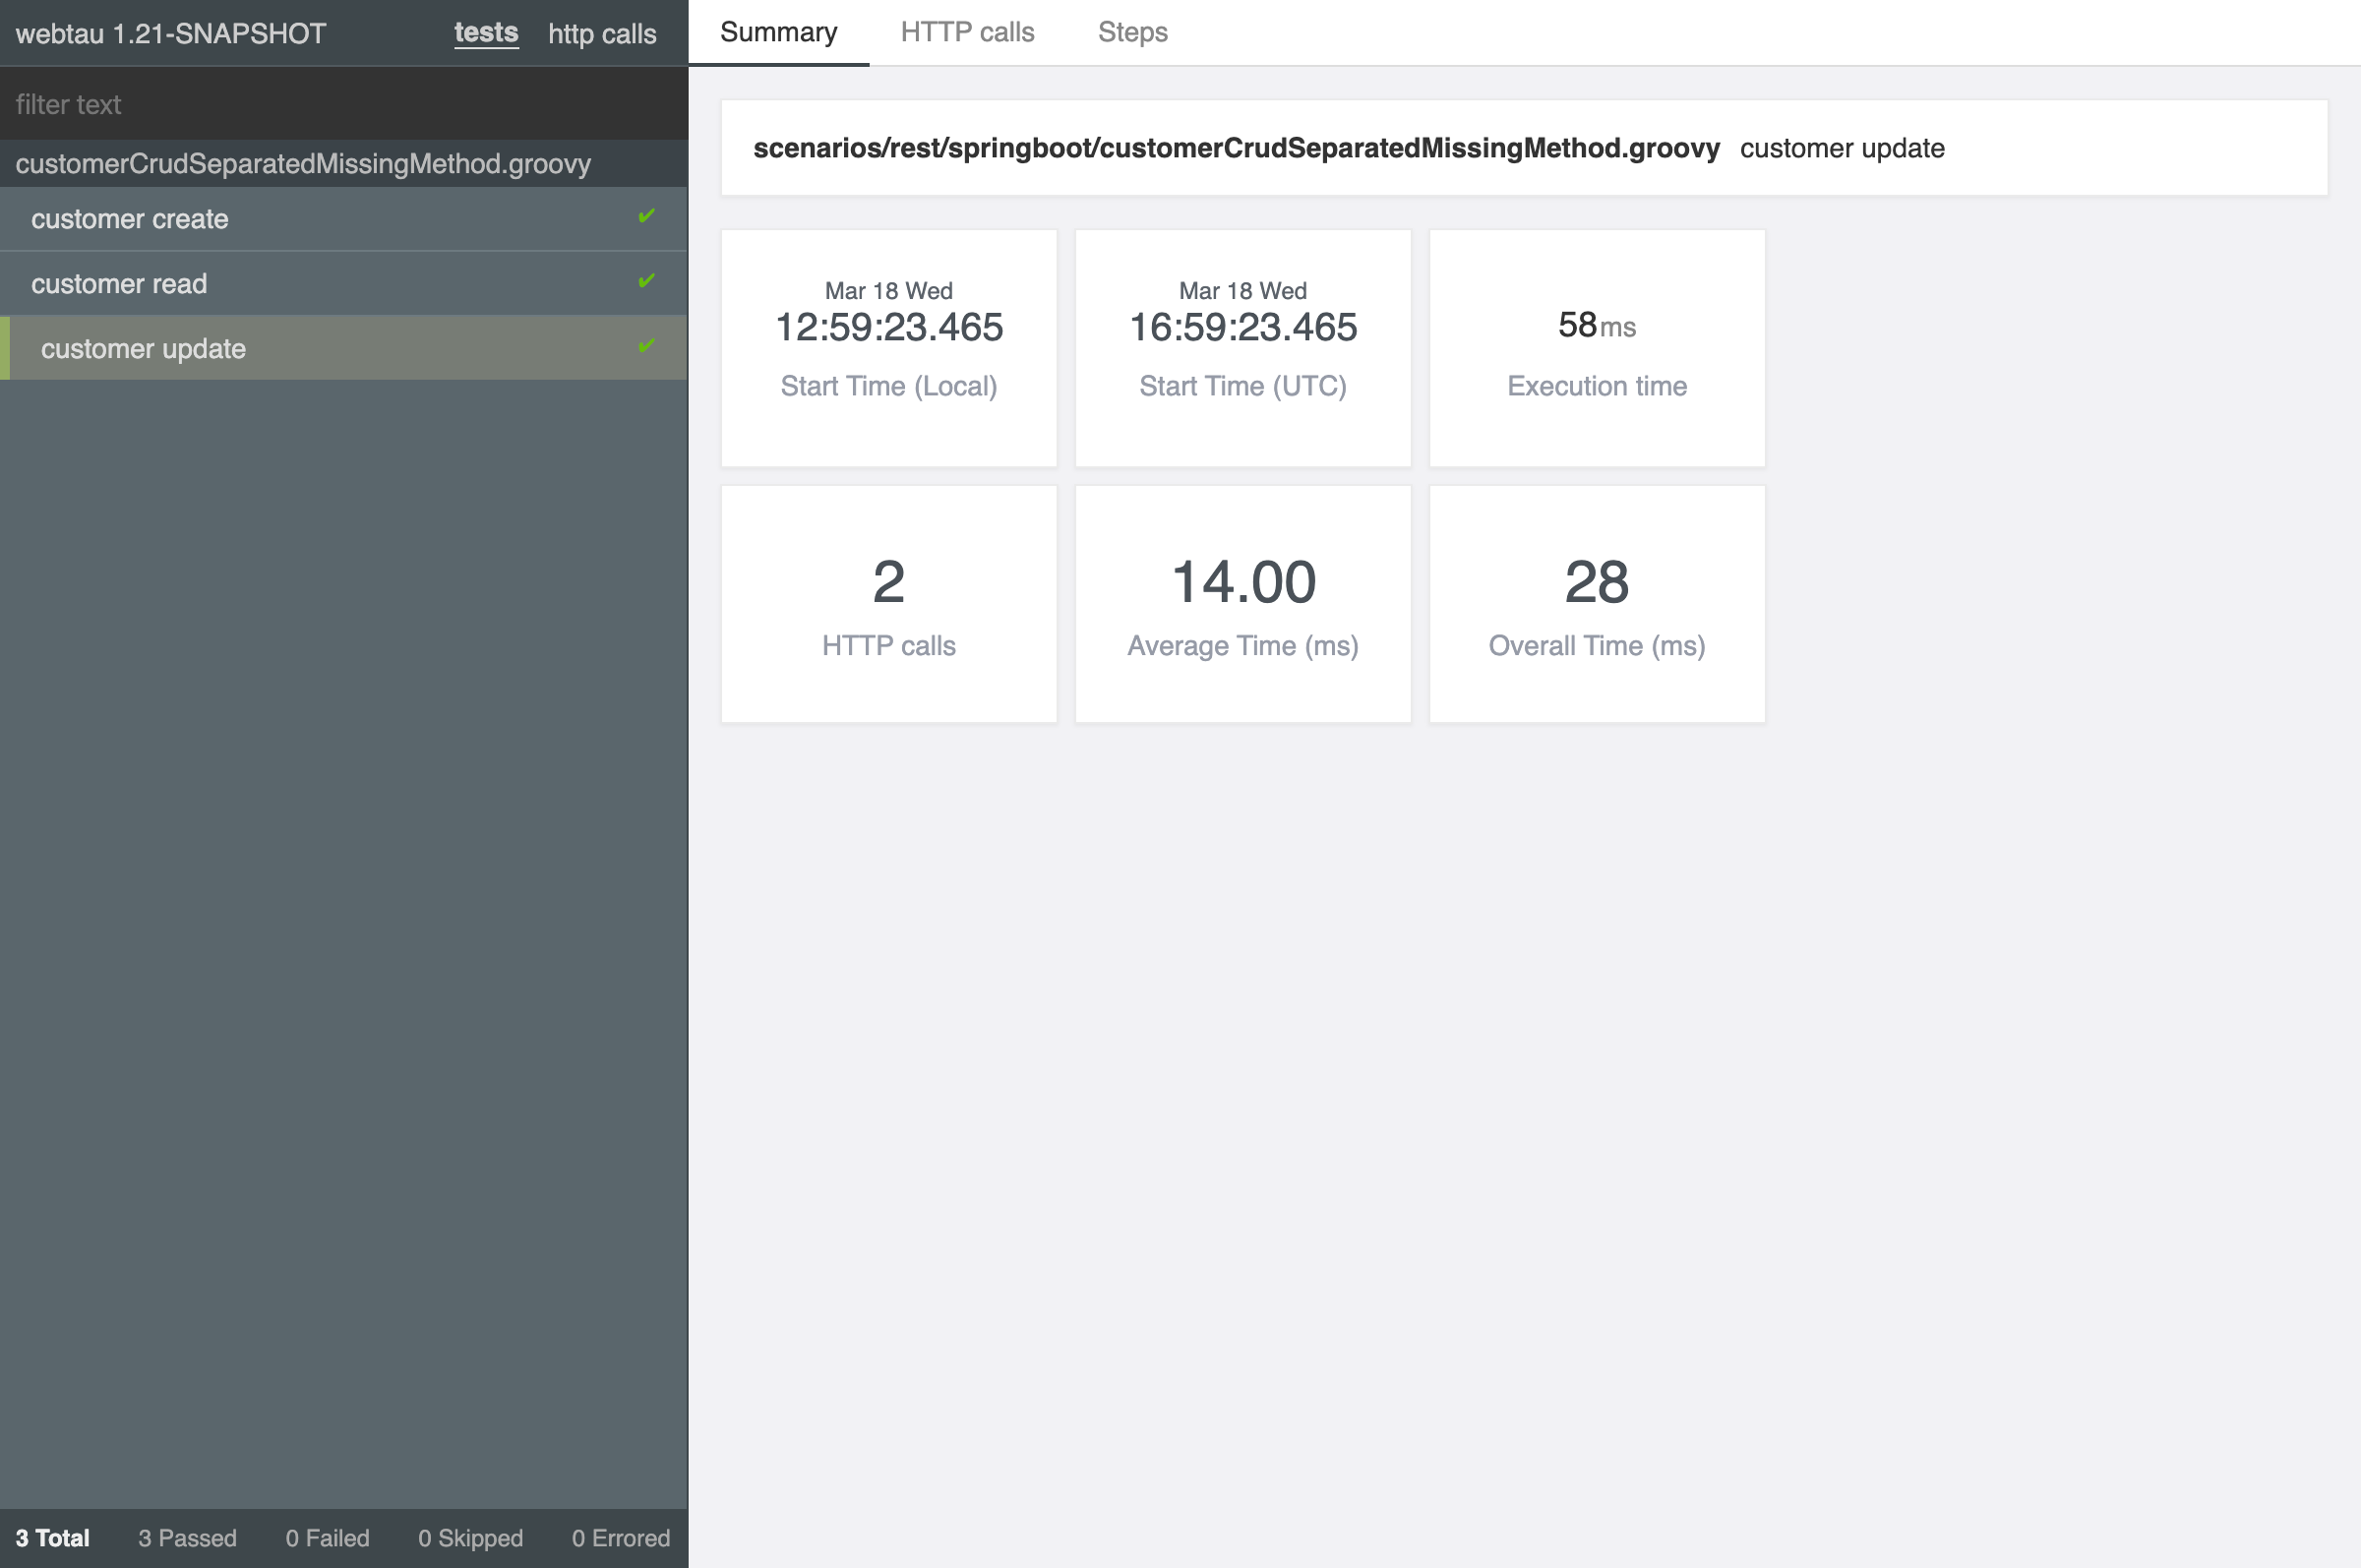 webtau 1.21-SNAPSHOT tests http calls
filter text
customerCrudSeparatedMissingMethod.groovy
customer create
customer read
customer update
3 Total 3 Passed 0 Failed 0 Skipped 0 Errored
Summary HTTP calls Steps
scenarios/rest/springboot/customerCrudSeparatedMissingMethod.groovy customer update
Mar 18 Wed
12:59:23.465
Start Time (Local)
Mar 18 Wed
16:59:23.465
Start Time (UTC)
58ms
Execution time
2
HTTP calls
14.00
Average Time (ms)
28
Overall Time (ms)